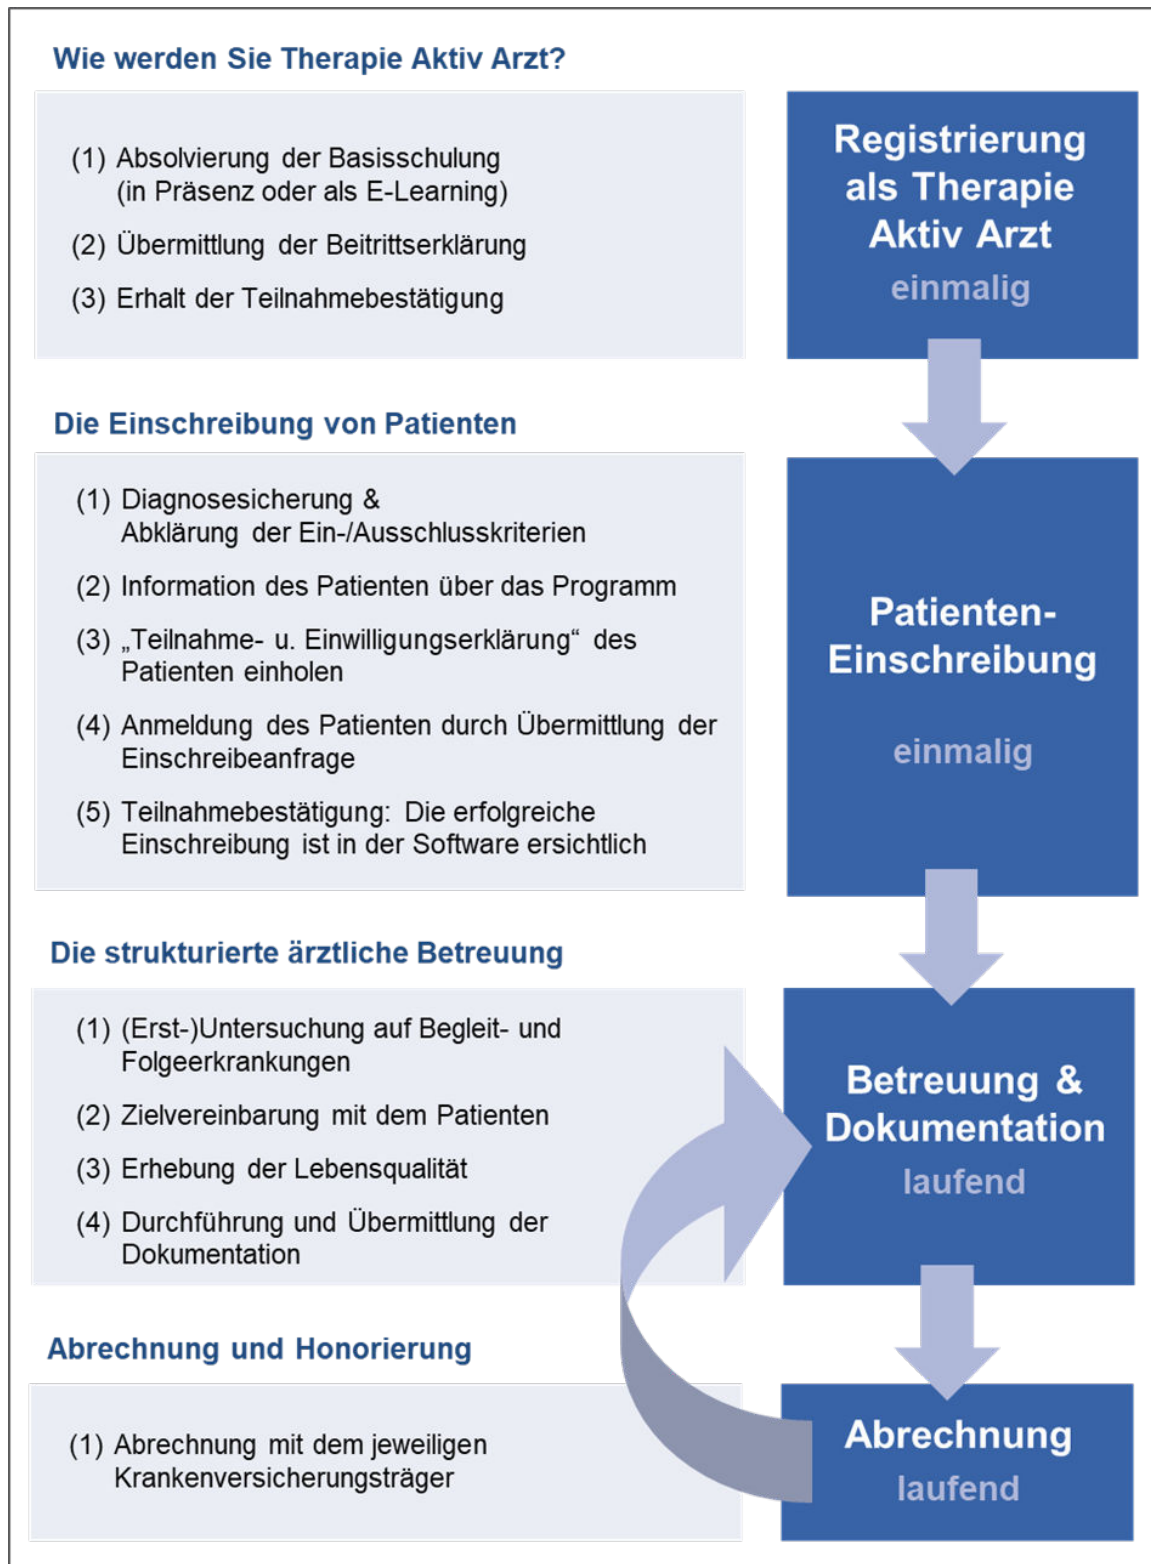 Wie werden Sie Therapie Aktiv Arzt?
(1) Absolvierung der Basisschulung
(in Präsenz oder als E-Learning)
(2) Übermittlung der Beitrittserklärung
(3) Erhalt der Teilnahmebestätigung
Registrierung
als Therapie
Aktiv Arzt
einmalig
Die Einschreibung von Patienten
(1) Diagnosesicherung &
Abklärung der Ein-/Ausschlusskriterien
(2) Information des Patienten über das Programm
(3) „Teilnahme- u. Einwilligungserklärung“ des
Patienten einholen
(4) Anmeldung des Patienten durch Übermittlung der
Einschreibeanfrage
(5) Teilnahmebestätigung: Die erfolgreiche
Einschreibung ist in der Software ersichtlich
Patienten-
Einschreibung
einmalig
Die strukturierte ärztliche Betreuung
(1) (Erst-)Untersuchung auf Begleit- und
Folgeerkrankungen
(2) Zielvereinbarung mit dem Patienten
(3) Erhebung der Lebensqualität
(4) Durchführung und Übermittlung der
Dokumentation
Betreuung &
Dokumentation
laufend
Abrechnung und Honorierung
(1) Abrechnung mit dem jeweiligen
Krankenversicherungsträger
Abrechnung
laufend